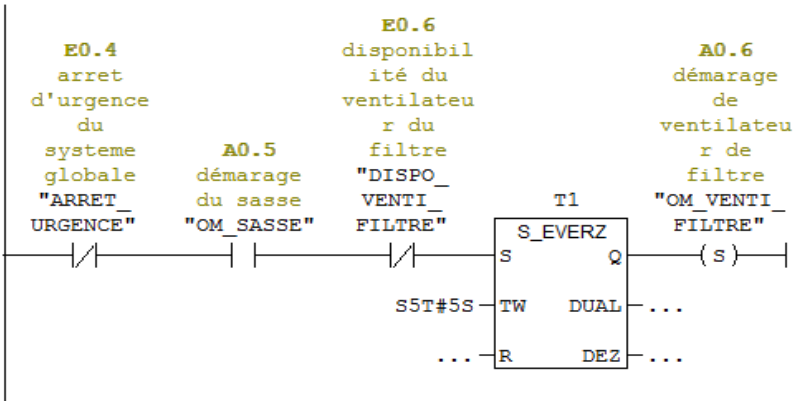 E0.4
arret
d'urgence
du
systeme
globale
"ARRET_
URGENCE"
A0.5
démarage
du sasse
"OM_SASSE"
E0.6
disponibil
ité du
ventilateu
r du
filtre
"DISPO_
VENTI_
FILTRE"
T1
S_EVERZ
S Q
S5T#5S TW DUAL ...
... R DEZ ...
A0.6
démarage
de
ventilateu
r de
filtre
"OM_VENTI_
FILTRE"
S